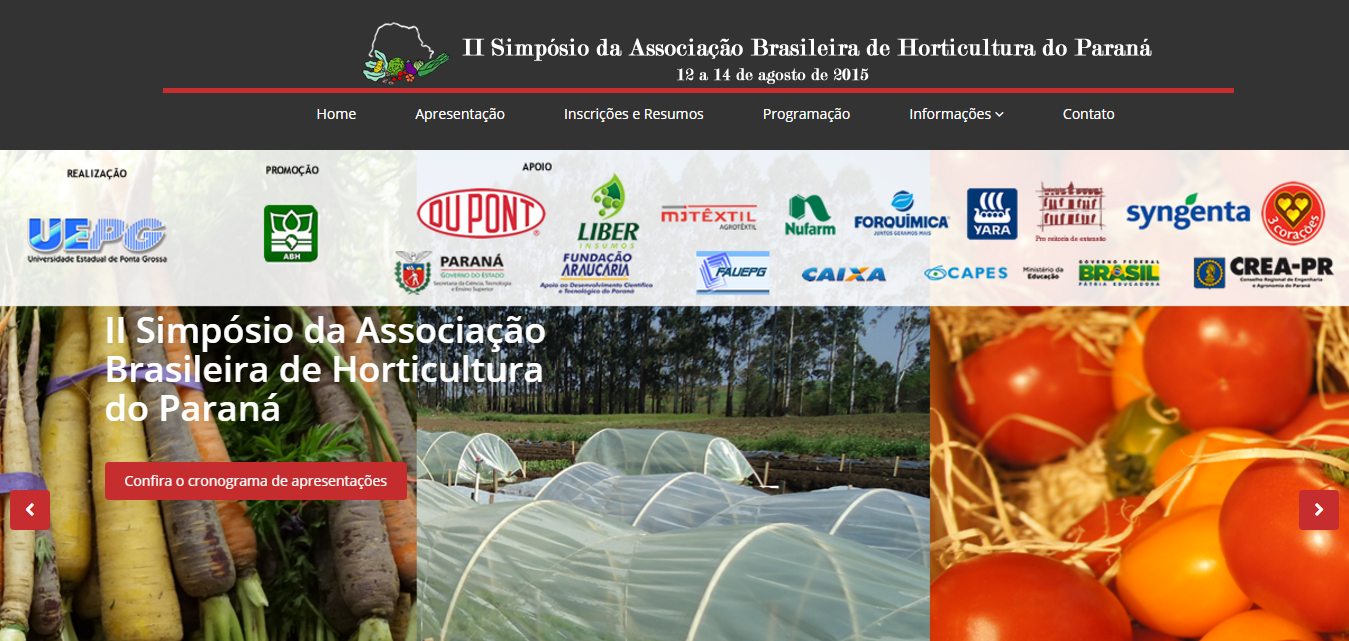 II Simpósio da Associação Brasileira de Horticultura do Paraná
12 a 14 de agosto de 2015
Home Apresentação Inscrições e Resumos Programação Informações Contato
REALIZAÇÃO
PROMOÇÃO
APOIO
UEPG
Universidade Estadual de Ponta Grossa
ABH
DU PONT
LIBER
INSUMOS
MJTÊXTIL
AGROTÊXTIL
Nufarm
FORQUÍMICA
JUNTOS GERAMOS MAIS
YARA
Pro reitoria de extensão
syngenta
3 corações
PARANÁ
GOVERNO DO ESTADO
Secretaria da Ciência, Tecnologia
e Ensino Superior
FUNDAÇÃO
ARAUCÁRIA
Apoio ao Desenvolvimento Científico
e Tecnológico do Paraná
FAUEPG
CAIXA
CAPES
Ministério da
Educação
GOVERNO FEDERAL
BRASIL
PÁTRIA EDUCADORA
CREA-PR
Conselho Regional de Engenharia
e Agronomia do Paraná
II Simpósio da Associação
Brasileira de Horticultura
do Paraná
Confira o cronograma de apresentações